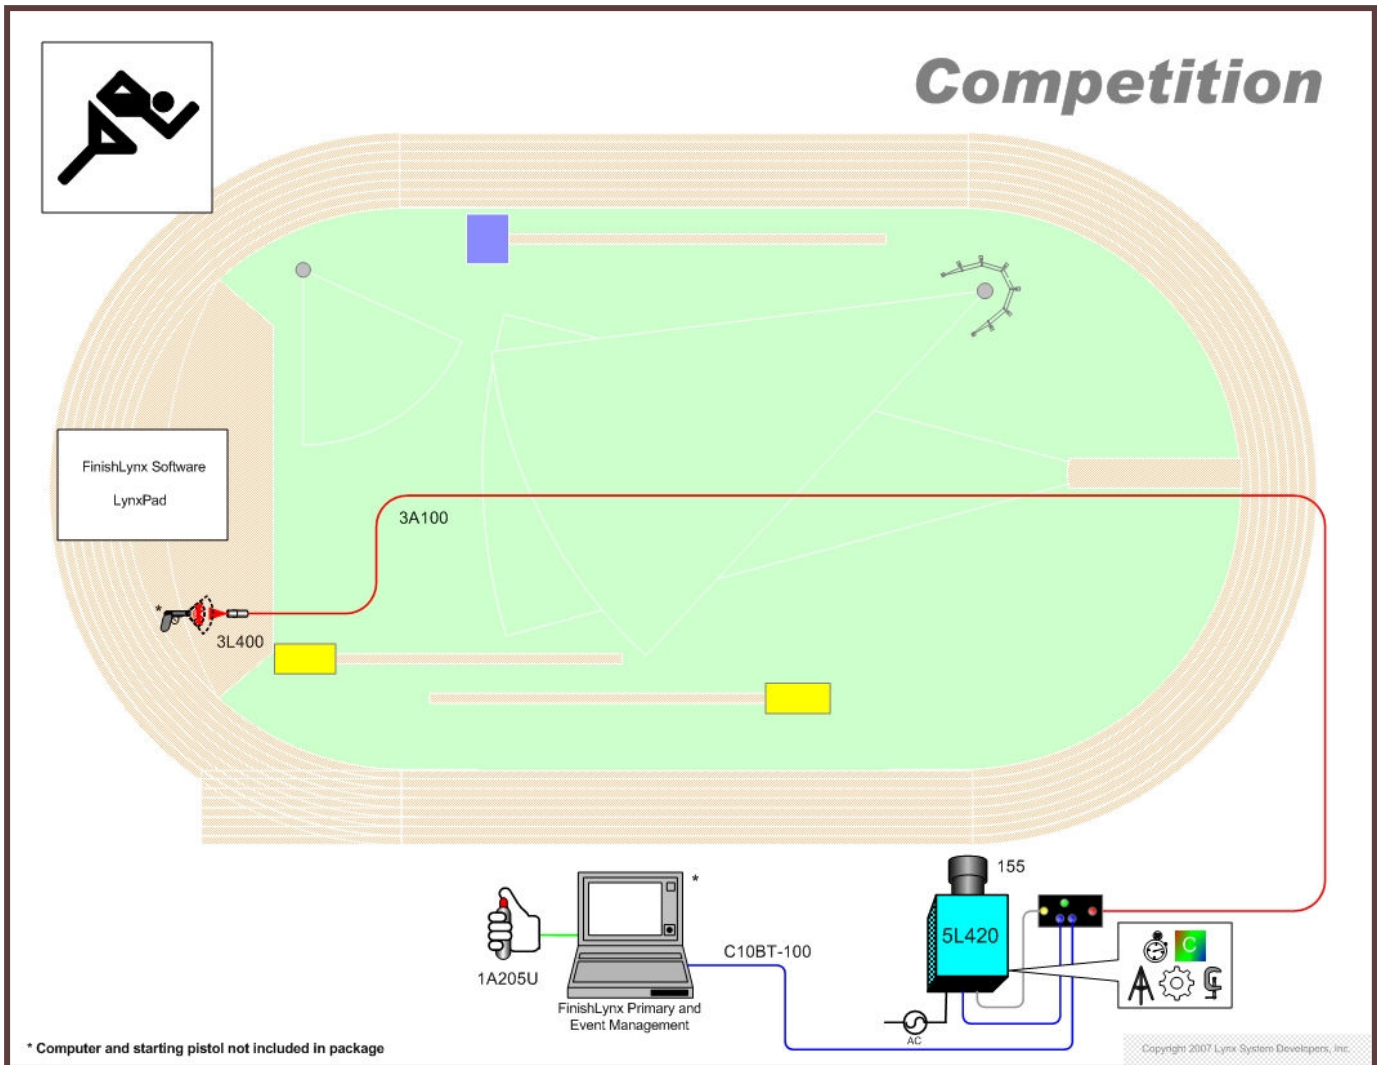 Competition
FinishLynx Software
LynxPad
3A100
*
3L400
155
*
5L420
C
C10BT-100
1A205U
FinishLynx Primary and
Event Management
AC
* Computer and starting pistol not included in package
Copyright 2007 Lynx System Developers, Inc.